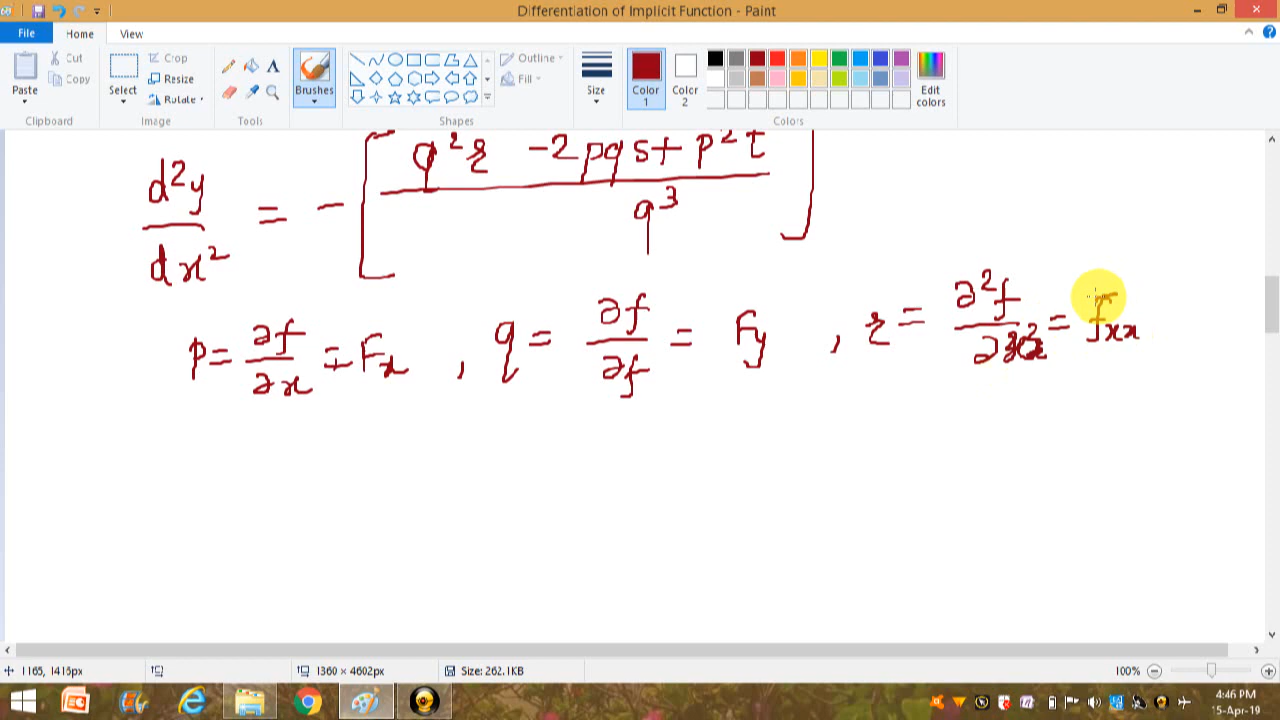 Differentiation of Implicit Function - Paint
File Home View
Paste Cut Copy Select Crop Resize Rotate Brushes Outline Fill Size Color 1 Color 2 Edit colors
Clipboard Image Tools Shapes Colors
d²y/dx² = - [ (q²r - 2pqs + p²t) / q³ ]
p = ∂f/∂x = Fx , q = ∂f/∂f = Fy , r = ∂²f/∂x² = fxx
1165, 1416px 1360 × 4602px Size: 262.1KB 100%
4:46 PM
15-Apr-19